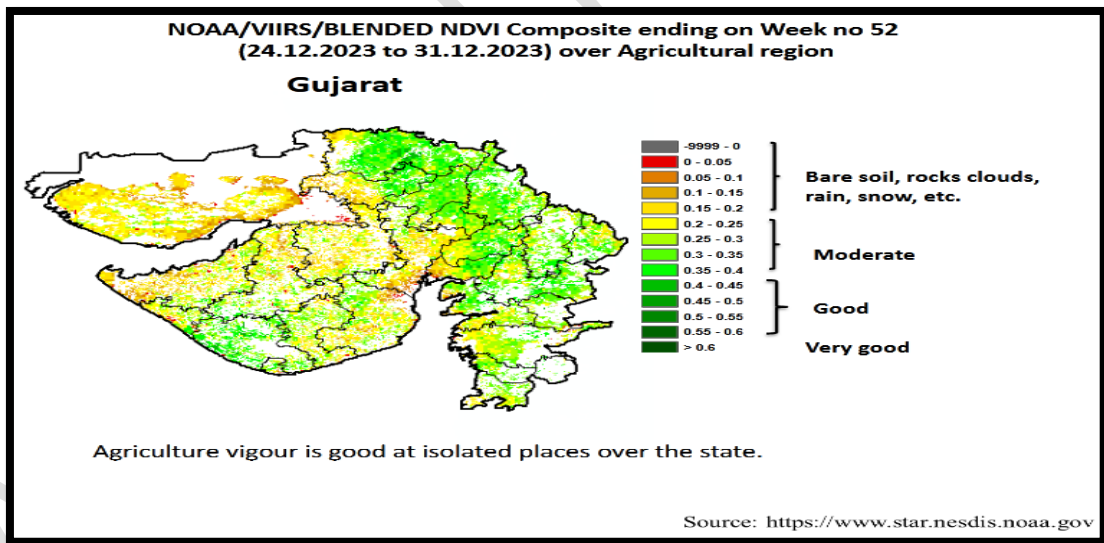 NOAA/VIIRS/BLENDED NDVI Composite ending on Week no 52
(24.12.2023 to 31.12.2023) over Agricultural region
Gujarat
-9999 - 0
0 - 0.05
0.05 - 0.1
0.1 - 0.15
0.15 - 0.2
0.2 - 0.25
0.25 - 0.3
0.3 - 0.35
0.35 - 0.4
0.4 - 0.45
0.45 - 0.5
0.5 - 0.55
0.55 - 0.6
> 0.6
Bare soil, rocks clouds,
rain, snow, etc.
Moderate
Good
Very good
Agriculture vigour is good at isolated places over the state.
Source: https://www.star.nesdis.noaa.gov